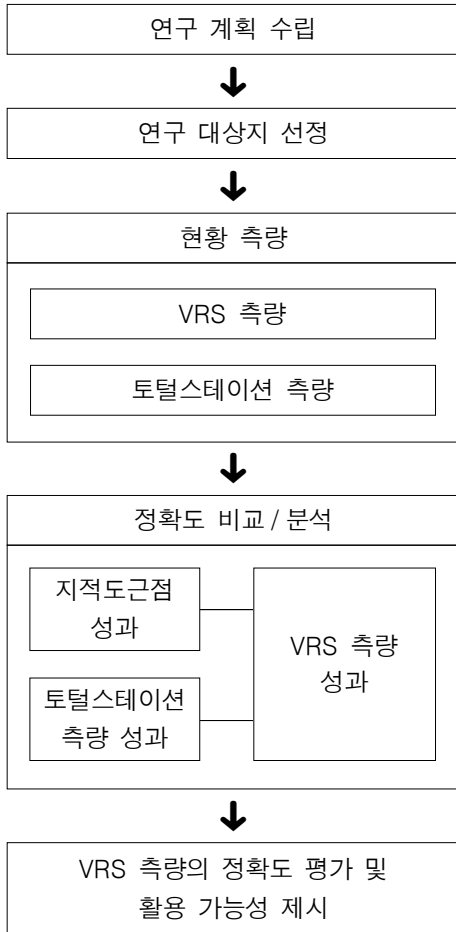 연구 계획 수립
연구 대상지 선정
현황 측량
VRS 측량
토털스테이션 측량
정확도 비교 / 분석
지적도근점
성과
토털스테이션
측량 성과
VRS 측량
성과
VRS 측량의 정확도 평가 및
활용 가능성 제시